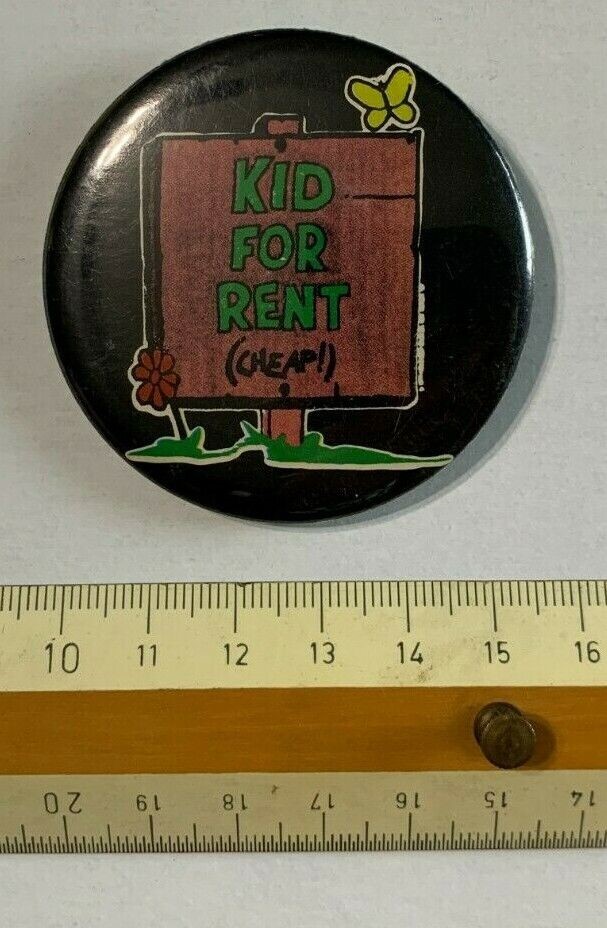 KID
FOR
RENT
(CHEAP!)
10 11 12 13 14 15 16
20 19 18 17 16 15 14